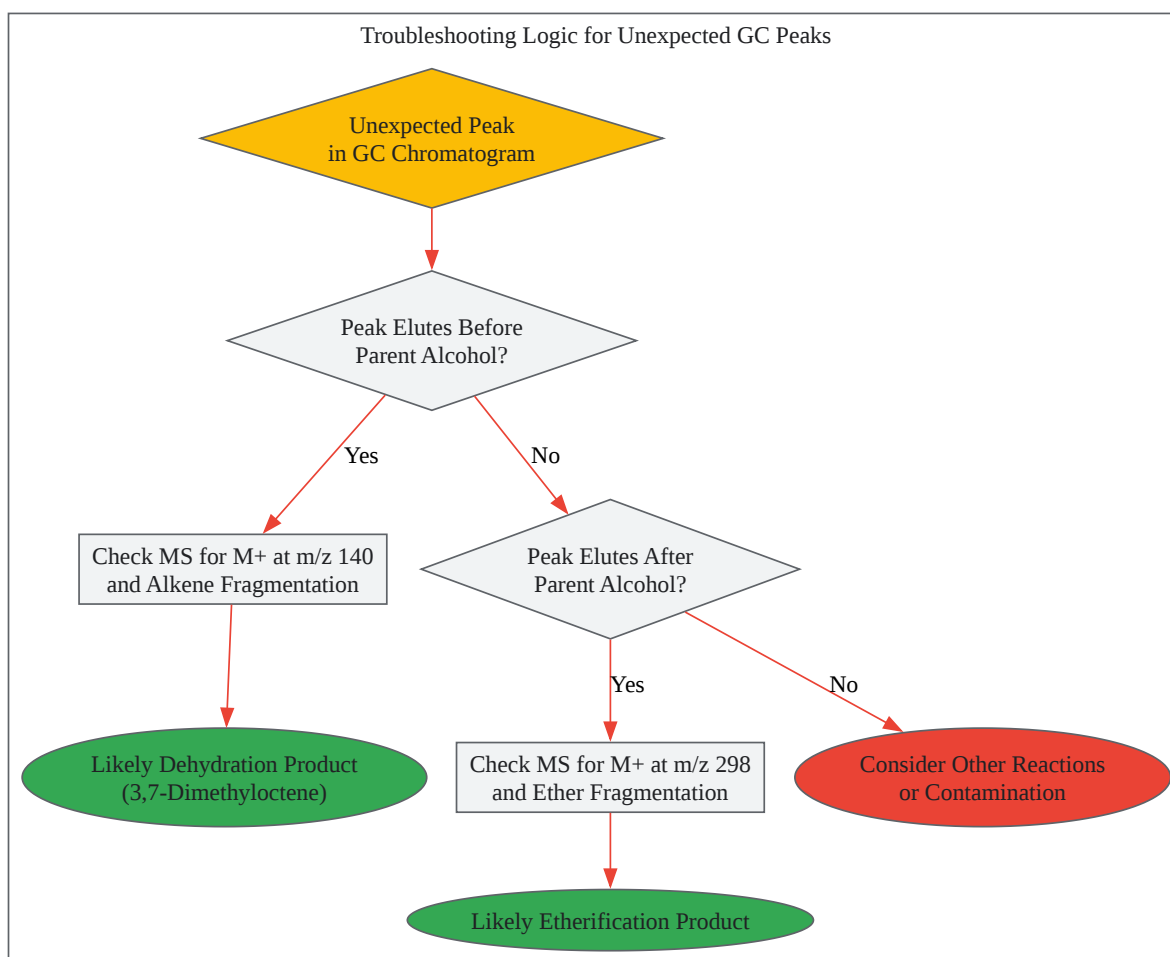 Troubleshooting Logic for Unexpected GC Peaks
Unexpected Peak
in GC Chromatogram
Peak Elutes Before
Parent Alcohol?
Yes
No
Check MS for M+ at m/z 140
and Alkene Fragmentation
Peak Elutes After
Parent Alcohol?
Yes
No
Likely Dehydration Product
(3,7-Dimethyloctene)
Check MS for M+ at m/z 298
and Ether Fragmentation
Consider Other Reactions
or Contamination
Likely Etherification Product